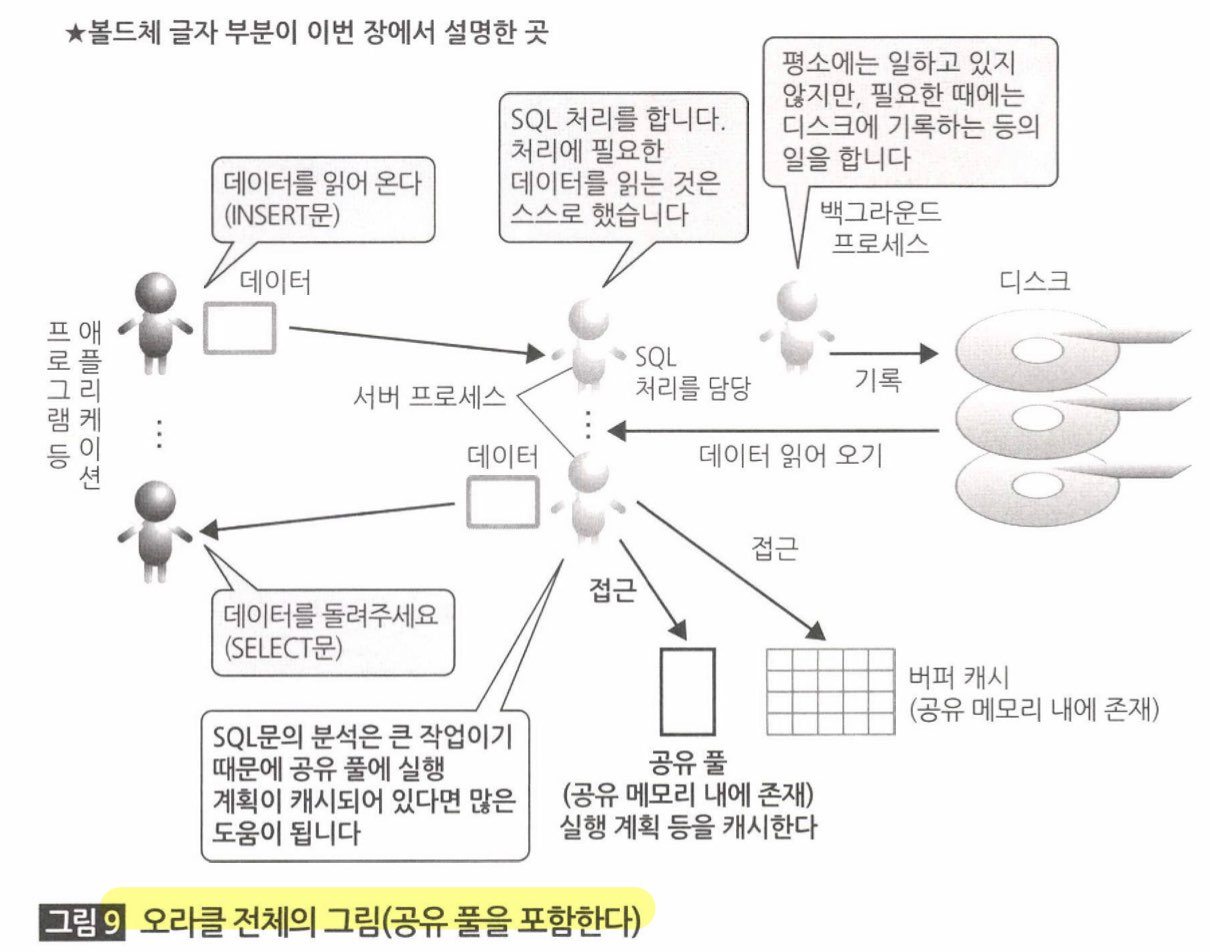 ★볼드체 글자 부분이 이번 장에서 설명한 곳
평소에는 일하고 있지
않지만, 필요한 때에는
디스크에 기록하는 등의
일을 합니다
SQL 처리를 합니다.
처리에 필요한
데이터를 읽는 것은
스스로 했습니다
데이터를 읽어 온다
(INSERT문)
백그라운드
프로세스
데이터
디스크
애플리케이션
프로그램 등
SQL
처리를 담당
기록
서버 프로세스
데이터 읽어 오기
데이터
접근
접근
데이터를 돌려주세요
(SELECT문)
버퍼 캐시
(공유 메모리 내에 존재)
SQL문의 분석은 큰 작업이기
때문에 공유 풀에 실행
계획이 캐시되어 있다면 많은
도움이 됩니다
공유 풀
(공유 메모리 내에 존재)
실행 계획 등을 캐시한다
그림 9 오라클 전체의 그림(공유 풀을 포함한다)